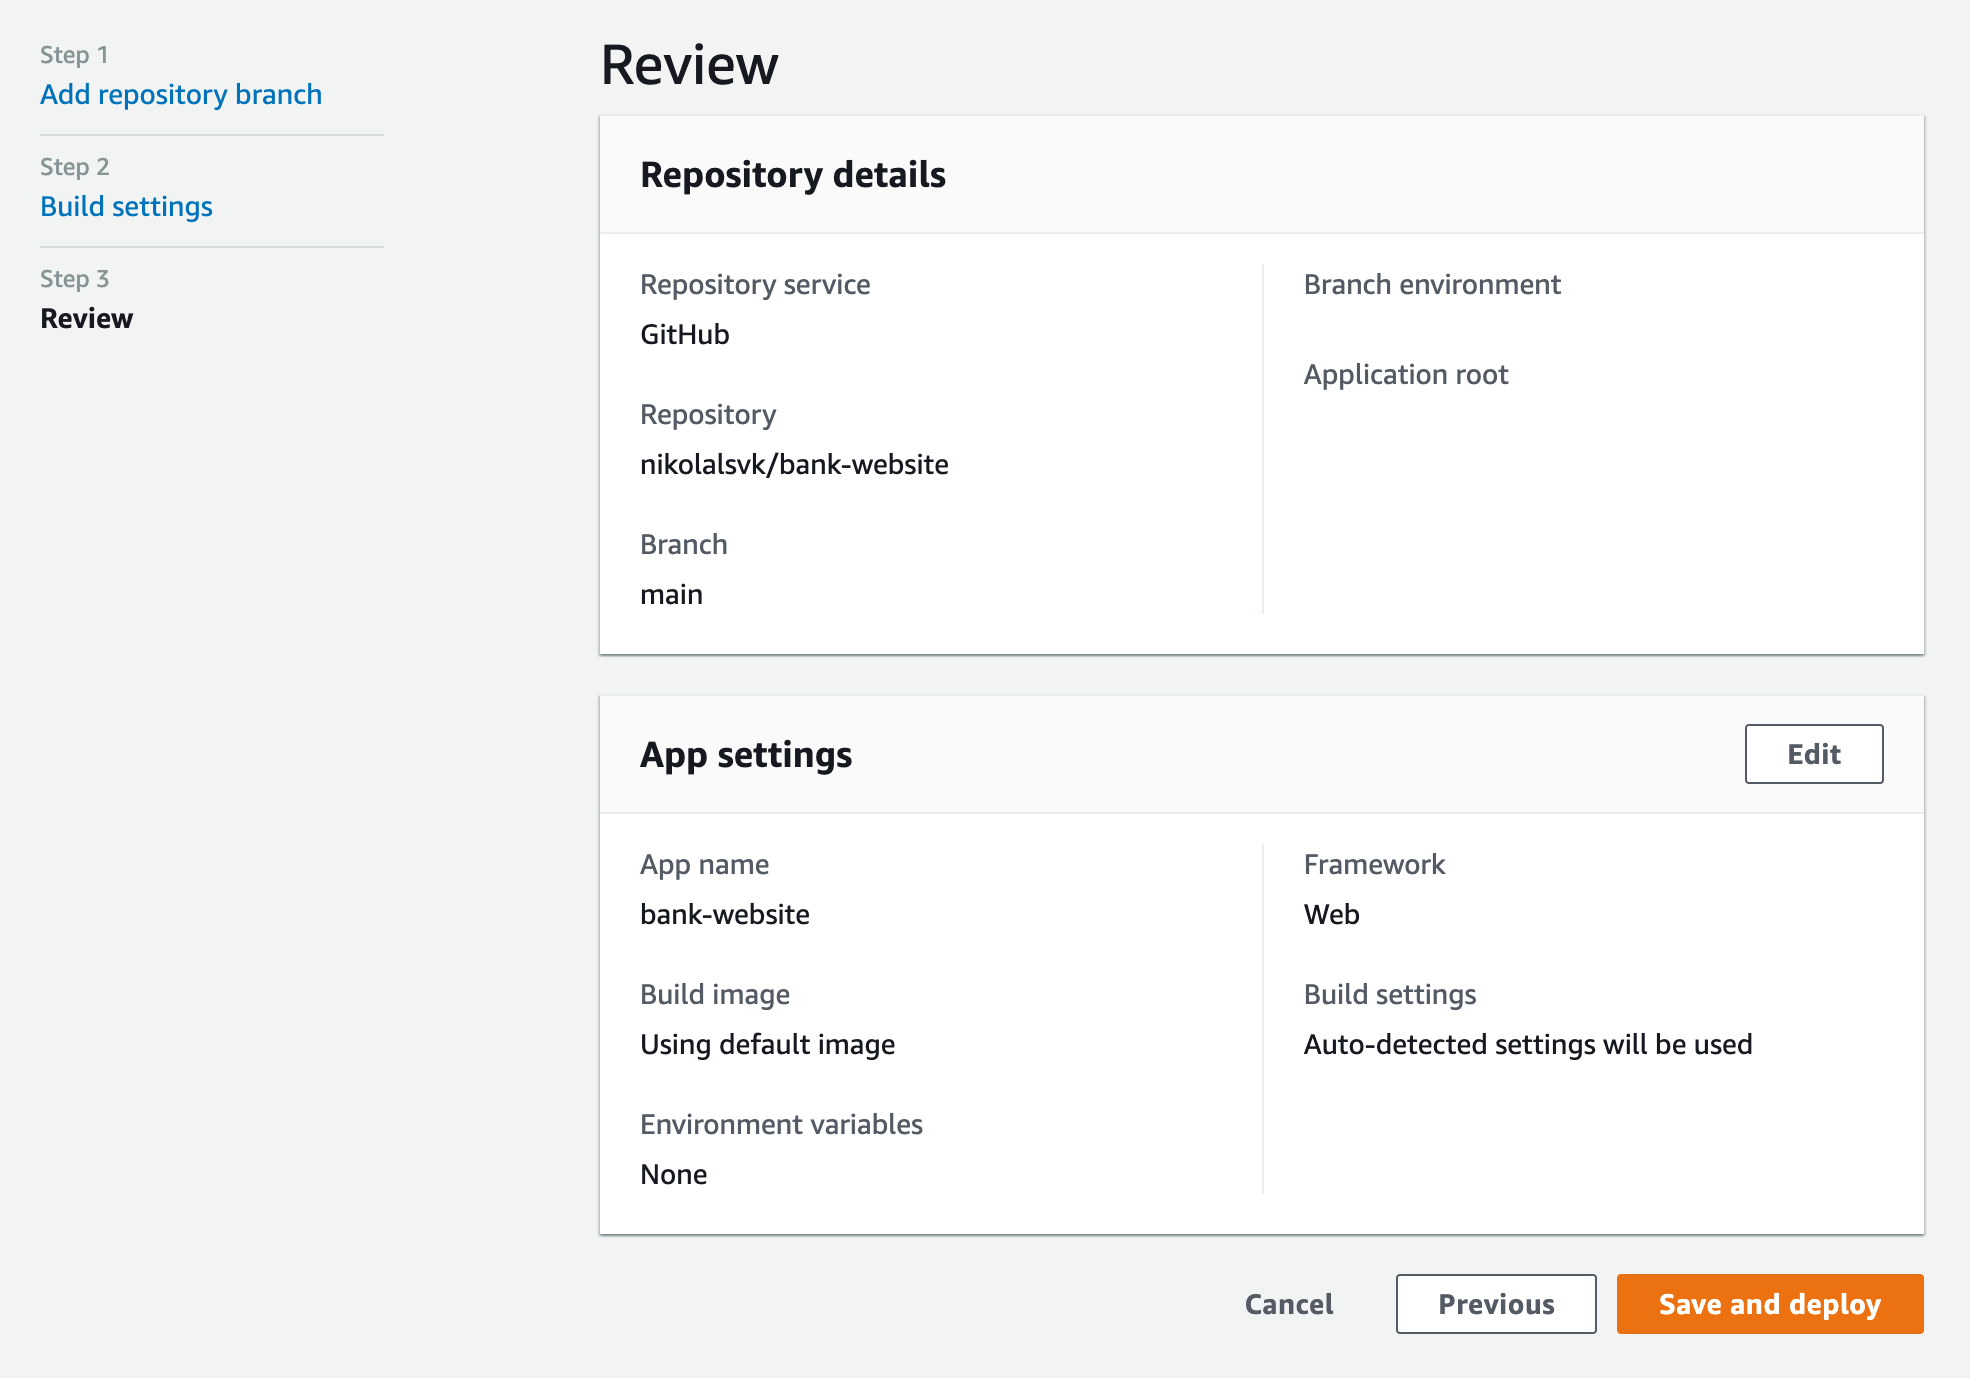 Step 1
Add repository branch
Step 2
Build settings
Step 3
Review
Review
Repository details
Repository service
GitHub
Repository
nikolalsvk/bank-website
Branch
main
Branch environment
Application root
App settings
Edit
App name
bank-website
Build image
Using default image
Environment variables
None
Framework
Web
Build settings
Auto-detected settings will be used
Cancel
Previous
Save and deploy